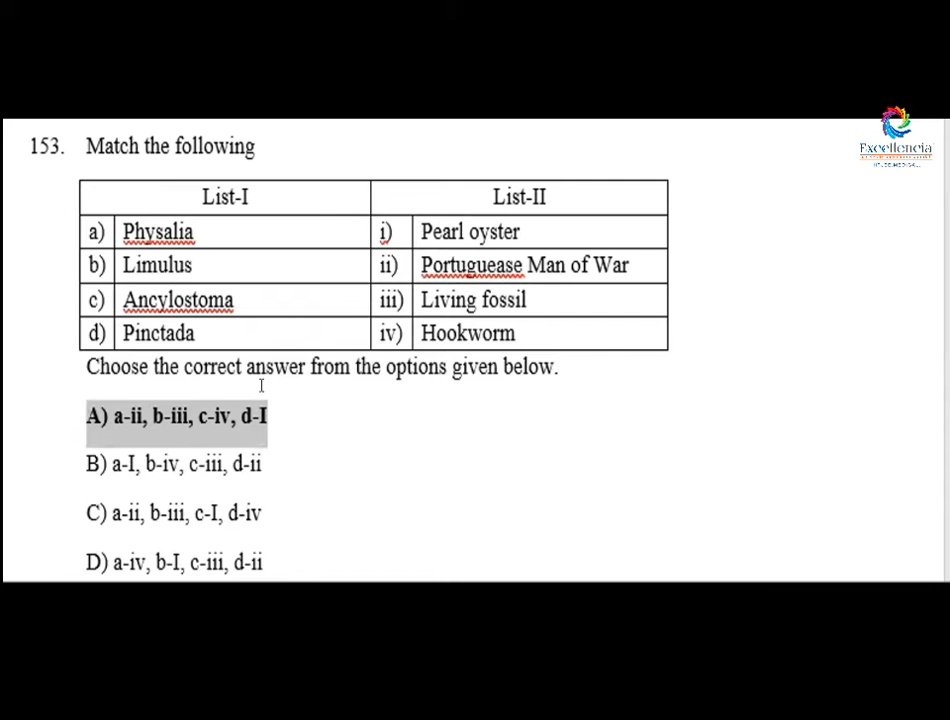 Excellencia
153. Match the following
List-I List-II
a) Physalia i) Pearl oyster
b) Limulus ii) Portuguease Man of War
c) Ancylostoma iii) Living fossil
d) Pinctada iv) Hookworm
Choose the correct answer from the options given below.
A) a-ii, b-iii, c-iv, d-I
B) a-I, b-iv, c-iii, d-ii
C) a-ii, b-iii, c-I, d-iv
D) a-iv, b-I, c-iii, d-ii